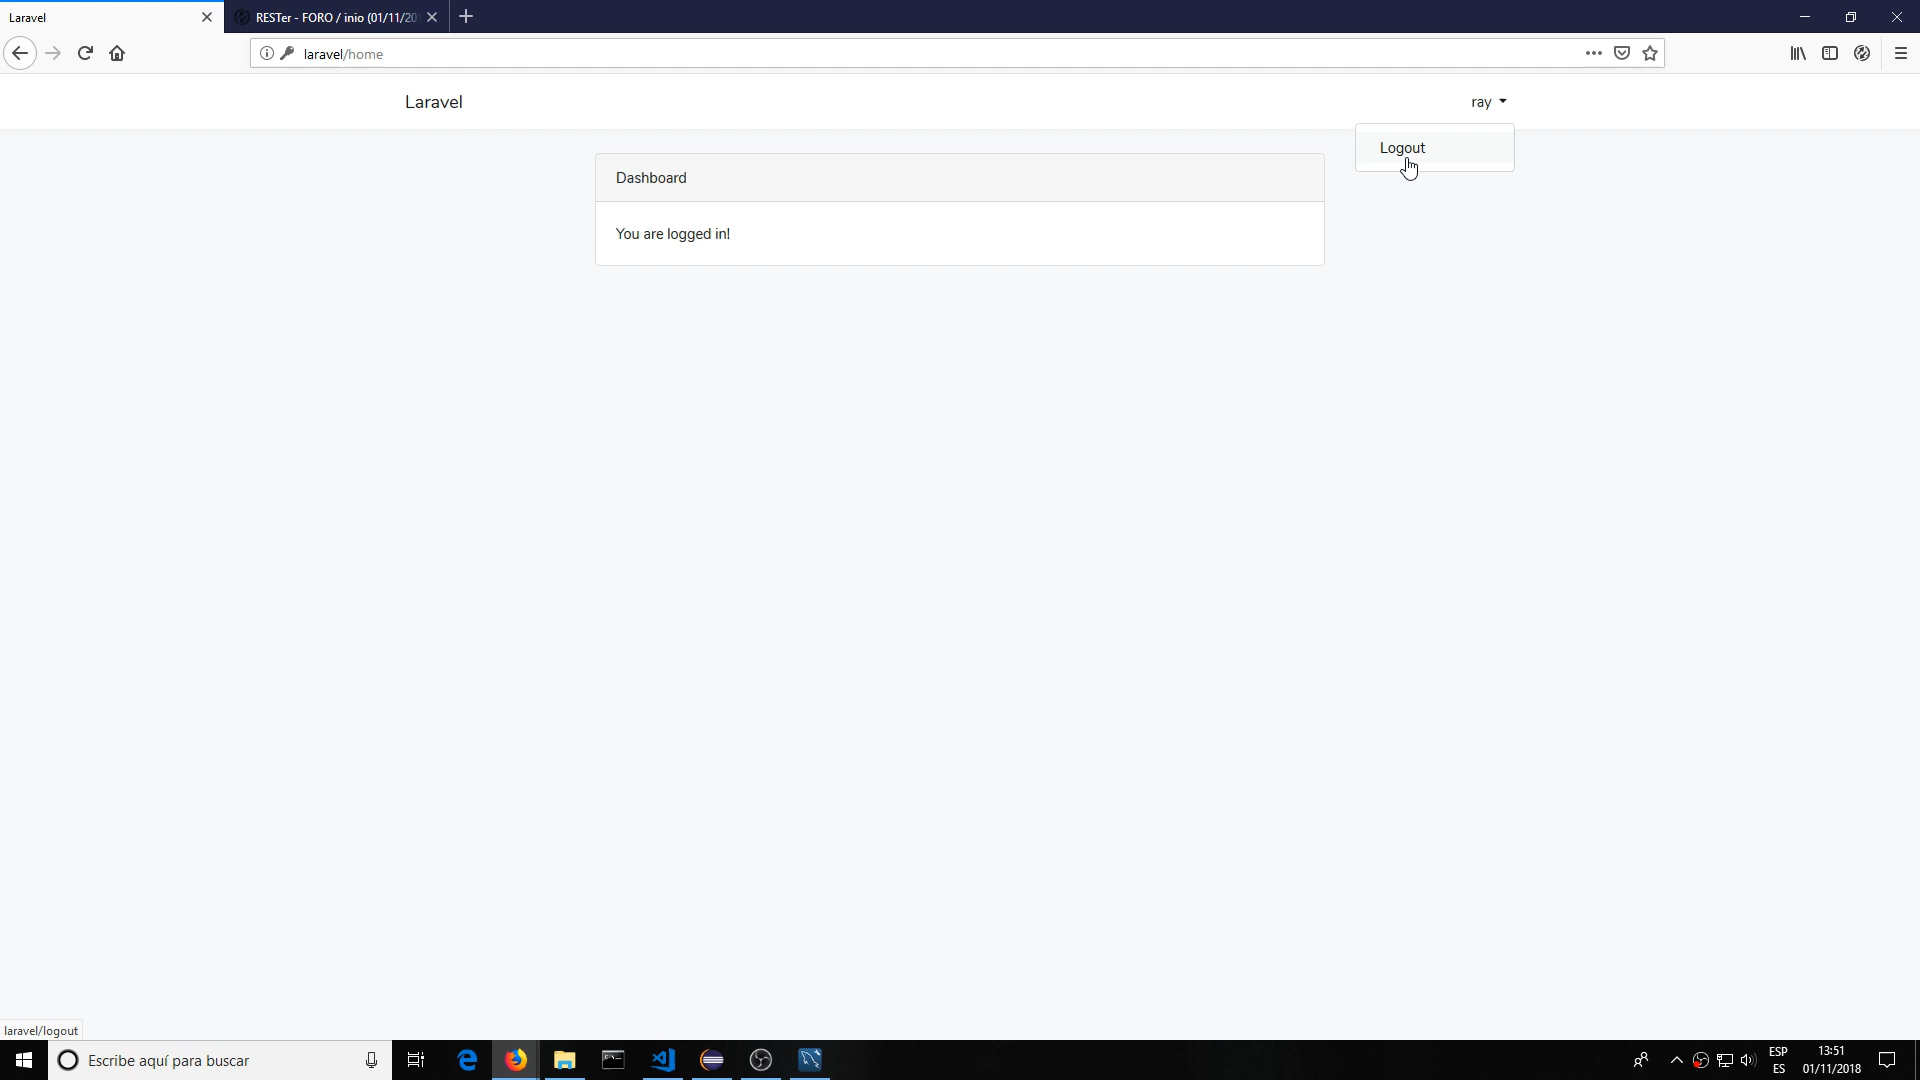 Laravel
RESTer - FORO / inio (01/11/20
laravel/home
Laravel
ray
Logout
Dashboard
You are logged in!
laravel/logout
Escribe aquí para buscar
ESP
ES
13:51
01/11/2018